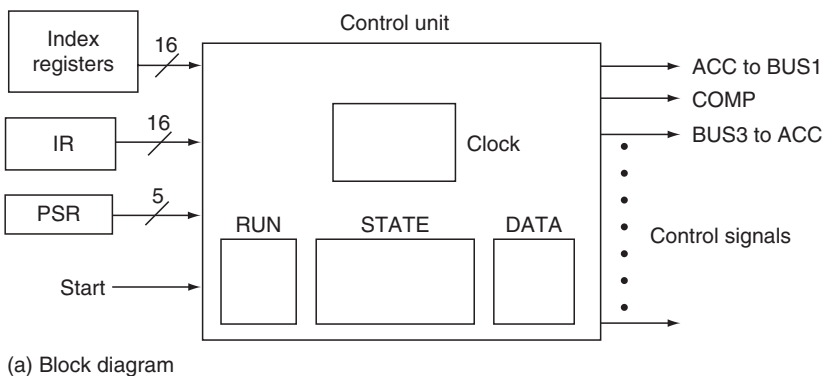 Control unit
Index
registers
16
IR
16
PSR
5
Start
Clock
RUN
STATE
DATA
ACC to BUS1
COMP
BUS3 to ACC
Control signals
(a) Block diagram